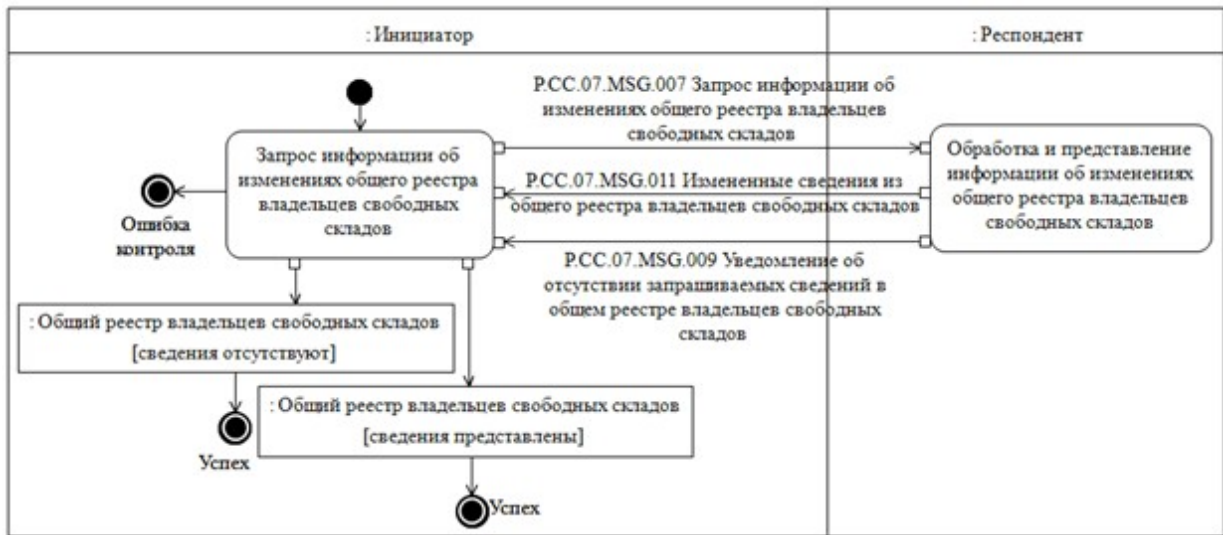 : Инициатор
: Респондент
P.CC.07.MSG.007 Запрос информации об
изменениях общего реестра владельцев
свободных складов
Запрос информации об
изменениях общего реестра
владельцев свободных
складов
Обработка и представление
информации об изменениях
общего реестра владельцев
свободных складов
P.CC.07.MSG.011 Измененные сведения из
общего реестра владельцев свободных складов
Ошибка
контроля
P.CC.07.MSG.009 Уведомление об
отсутствии запрашиваемых сведений в
общем реестре владельцев свободных
складов
: Общий реестр владельцев свободных складов
[сведения отсутствуют]
: Общий реестр владельцев свободных складов
[сведения представлены]
Успех
Успех